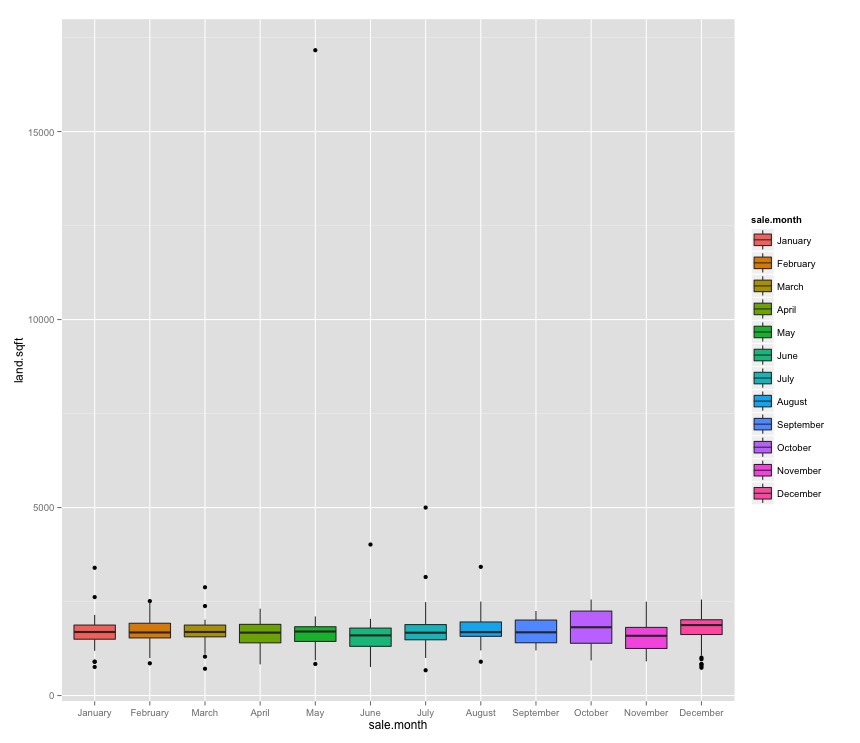 15000
10000
5000
0
land.sqft
January February March April May June July August September October November December
sale.month
sale.month
January
February
March
April
May
June
July
August
September
October
November
December